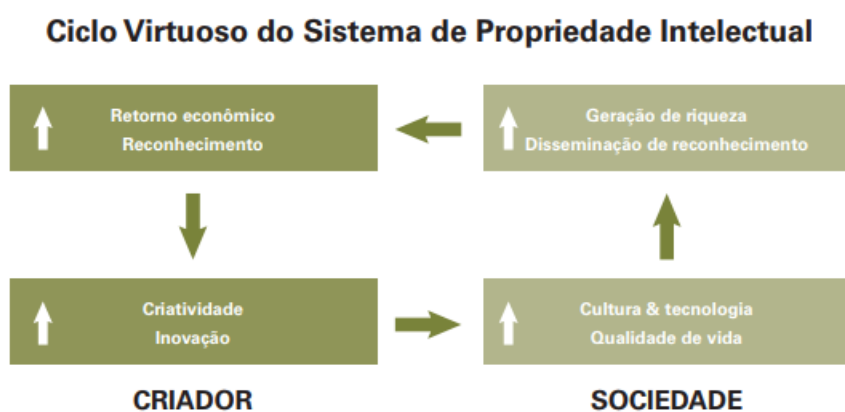 Ciclo Virtuoso do Sistema de Propriedade Intelectual
Retorno econômico
Reconhecimento
Geração de riqueza
Disseminação de reconhecimento
Criatividade
Inovação
Cultura & tecnologia
Qualidade de vida
CRIADOR
SOCIEDADE